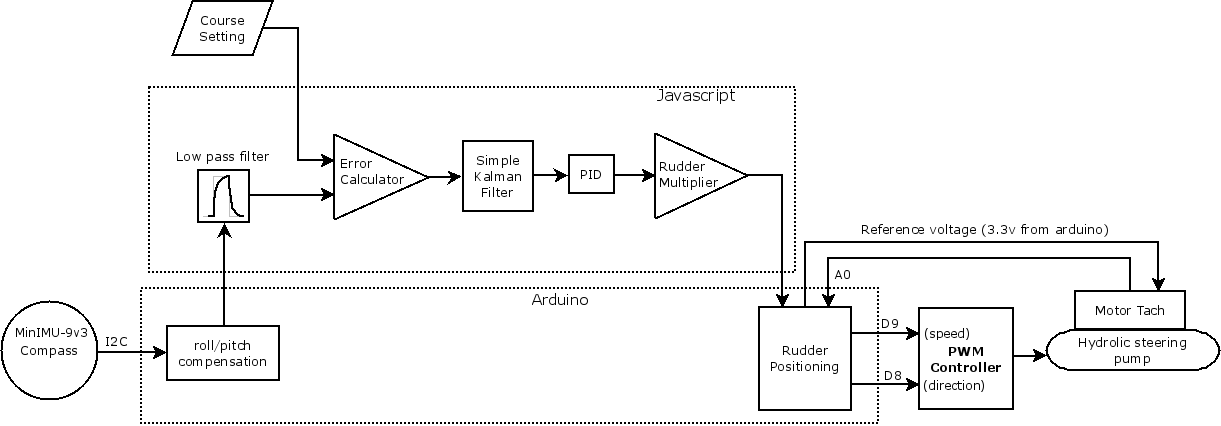 Course
Setting
Javascript
Low pass filter
Error
Calculator
Simple
Kalman
Filter
PID
Rudder
Multiplier
Reference voltage (3.3v from arduino)
A0
Arduino
MinIMU-9v3
Compass
I2C
roll/pitch
compensation
Rudder
Positioning
D9
D8
(speed)
PWM
Controller
(direction)
Motor Tach
Hydrolic steering
pump